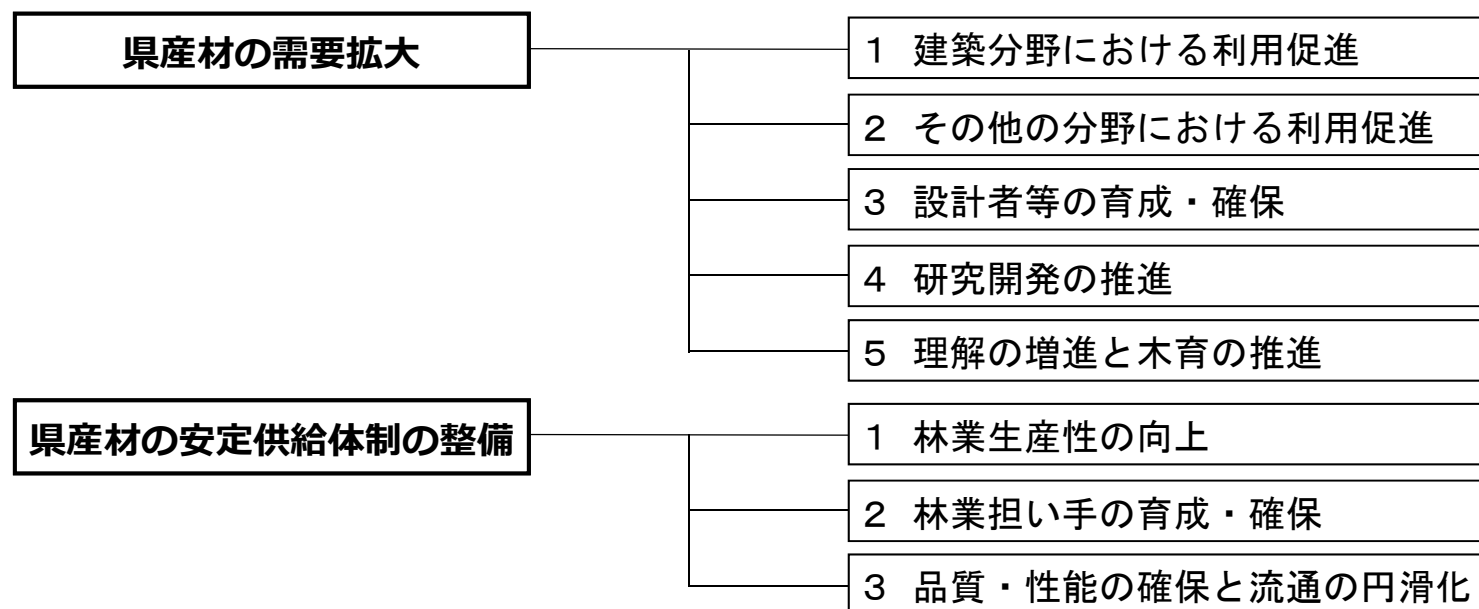 県産材の需要拡大
1 建築分野における利用促進
2 その他の分野における利用促進
3 設計者等の育成・確保
4 研究開発の推進
5 理解の増進と木育の推進
県産材の安定供給体制の整備
1 林業生産性の向上
2 林業担い手の育成・確保
3 品質・性能の確保と流通の円滑化